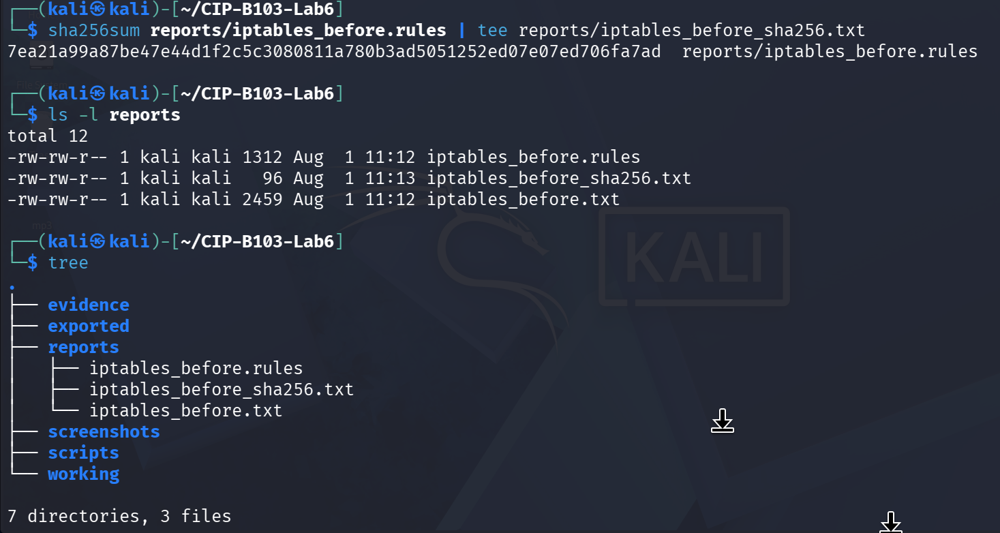 ┌──(kali㉿kali)-[~/CIP-B103-Lab6]
└─$ sha256sum reports/iptables_before.rules | tee reports/iptables_before_sha256.txt
7ea21a99a87be47e44d1f2c5c3080811a780b3ad5051252ed07e07ed706fa7ad  reports/iptables_before.rules

┌──(kali㉿kali)-[~/CIP-B103-Lab6]
└─$ ls -l reports
total 12
-rw-rw-r-- 1 kali kali 1312 Aug  1 11:12 iptables_before.rules
-rw-rw-r-- 1 kali kali   96 Aug  1 11:13 iptables_before_sha256.txt
-rw-rw-r-- 1 kali kali 2459 Aug  1 11:12 iptables_before.txt
mp3

┌──(kali㉿kali)-[~/CIP-B103-Lab6]
└─$ tree
KALI
.
├── evidence
├── exported
├── reports
│   ├── iptables_before.rules
│   ├── iptables_before_sha256.txt
│   └── iptables_before.txt
├── screenshots
├── scripts
└── working

7 directories, 3 files